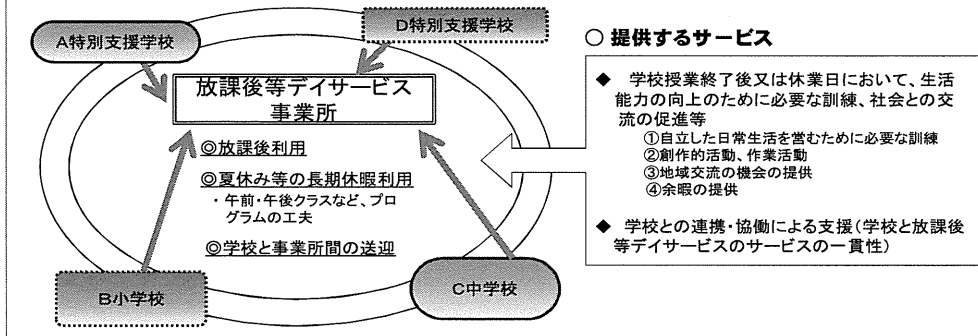 A特別支援学校
D特別支援学校
放課後等デイサービス
事業所
◎放課後利用
◎夏休み等の長期休暇利用
・午前・午後クラスなど、プロ
グラムの工夫
◎学校と事業所間の送迎
B小学校
C中学校
○ 提供するサービス
◆ 学校授業終了後又は休業日において、生活
能力の向上のために必要な訓練、社会との交
流の促進等
①自立した日常生活を営むために必要な訓練
②創作的活動、作業活動
③地域交流の機会の提供
④余暇の提供
◆ 学校との連携・協働による支援(学校と放課後
等デイサービスのサービスの一貫性)